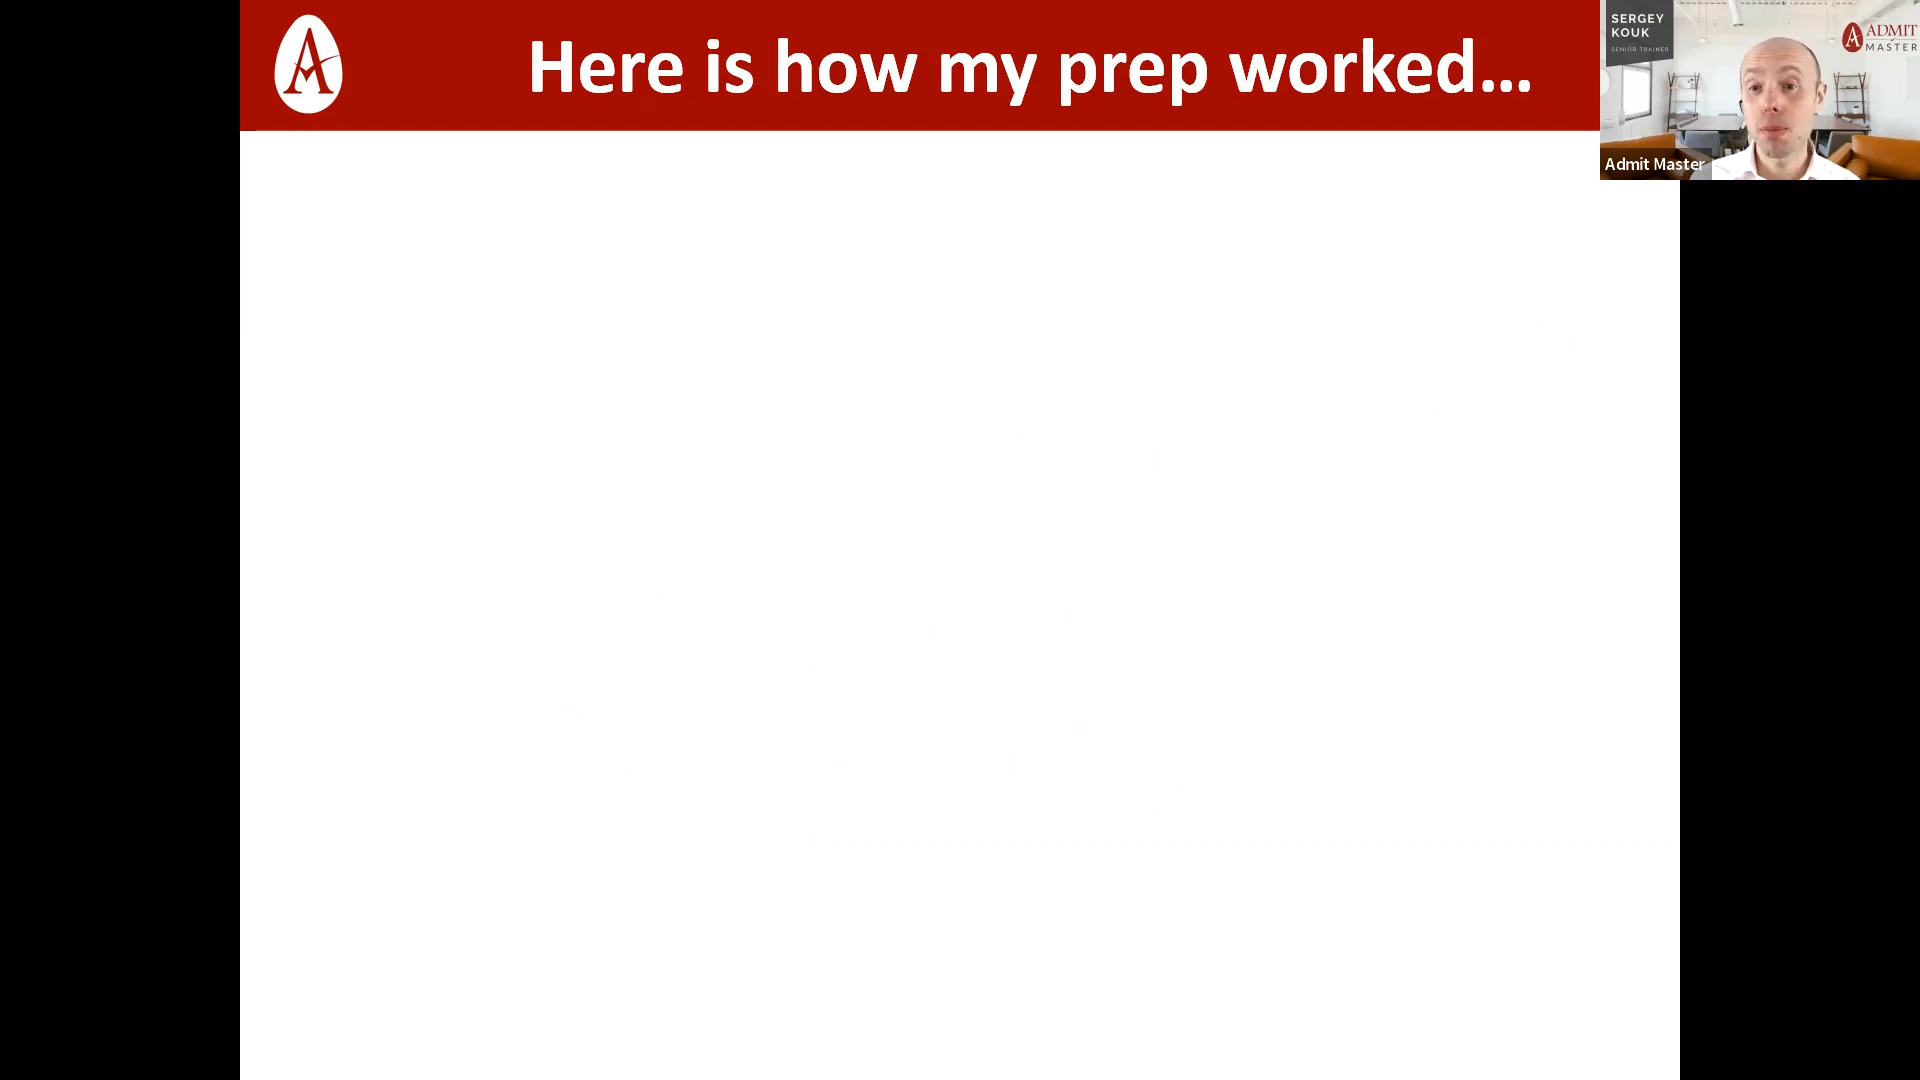 Here is how my prep worked...
SERGEY
KOUK
SENIOR TRAINER
ADMIT
MASTER
Admit Master